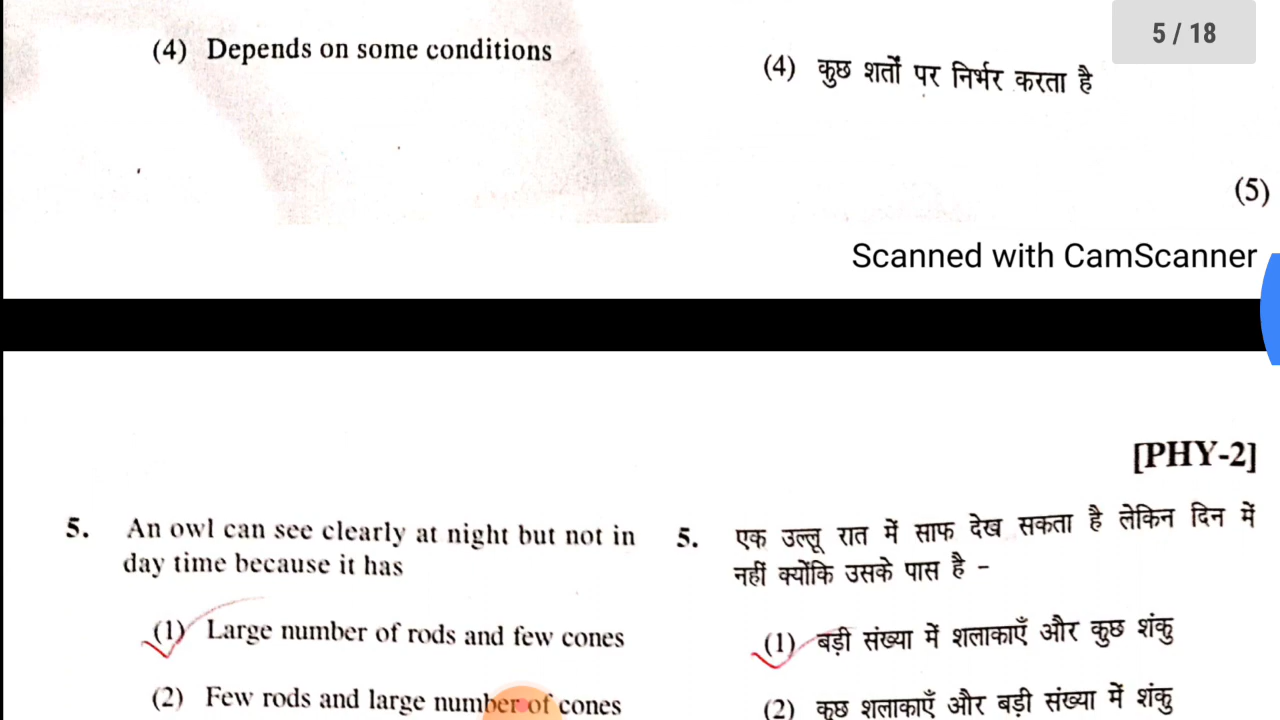 5 / 18
(4) Depends on some conditions
(4) कुछ शर्तों पर निर्भर करता है
(5)
Scanned with CamScanner
[PHY-2]
5. An owl can see clearly at night but not in
day time because it has
(1) Large number of rods and few cones
(2) Few rods and large number of cones
5. एक उल्लू रात में साफ देख सकता है लेकिन दिन में
नहीं क्योंकि उसके पास है –
(1) बड़ी संख्या में शलाकाएँ और कुछ शंकु
(2) कुछ शलाकाएँ और बड़ी संख्या में शंकु